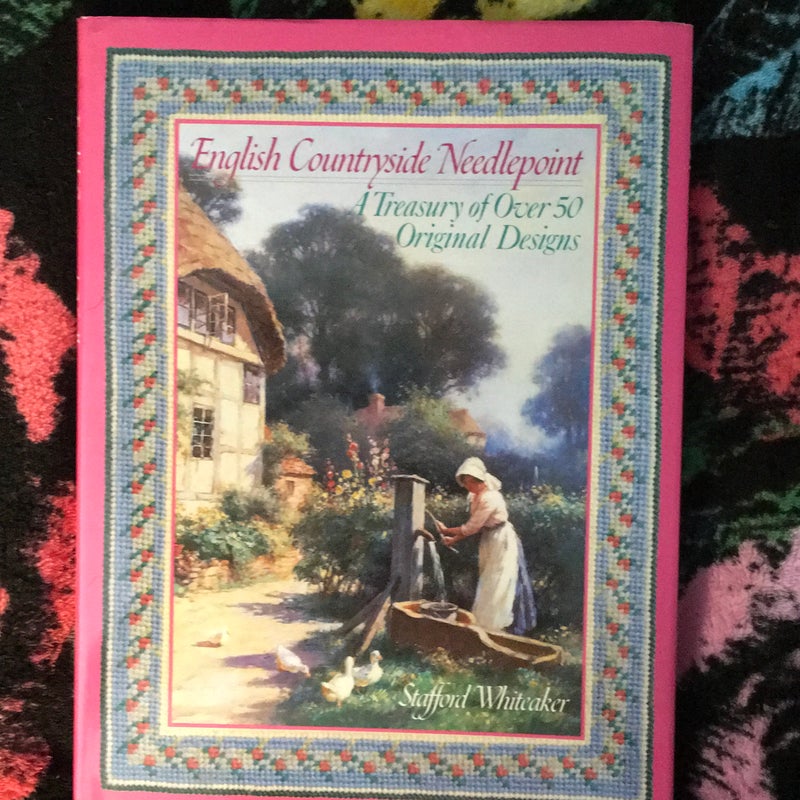 English Countryside Needlepoint
A Treasury of Over 50
Original Designs
Stafford Whiteaker